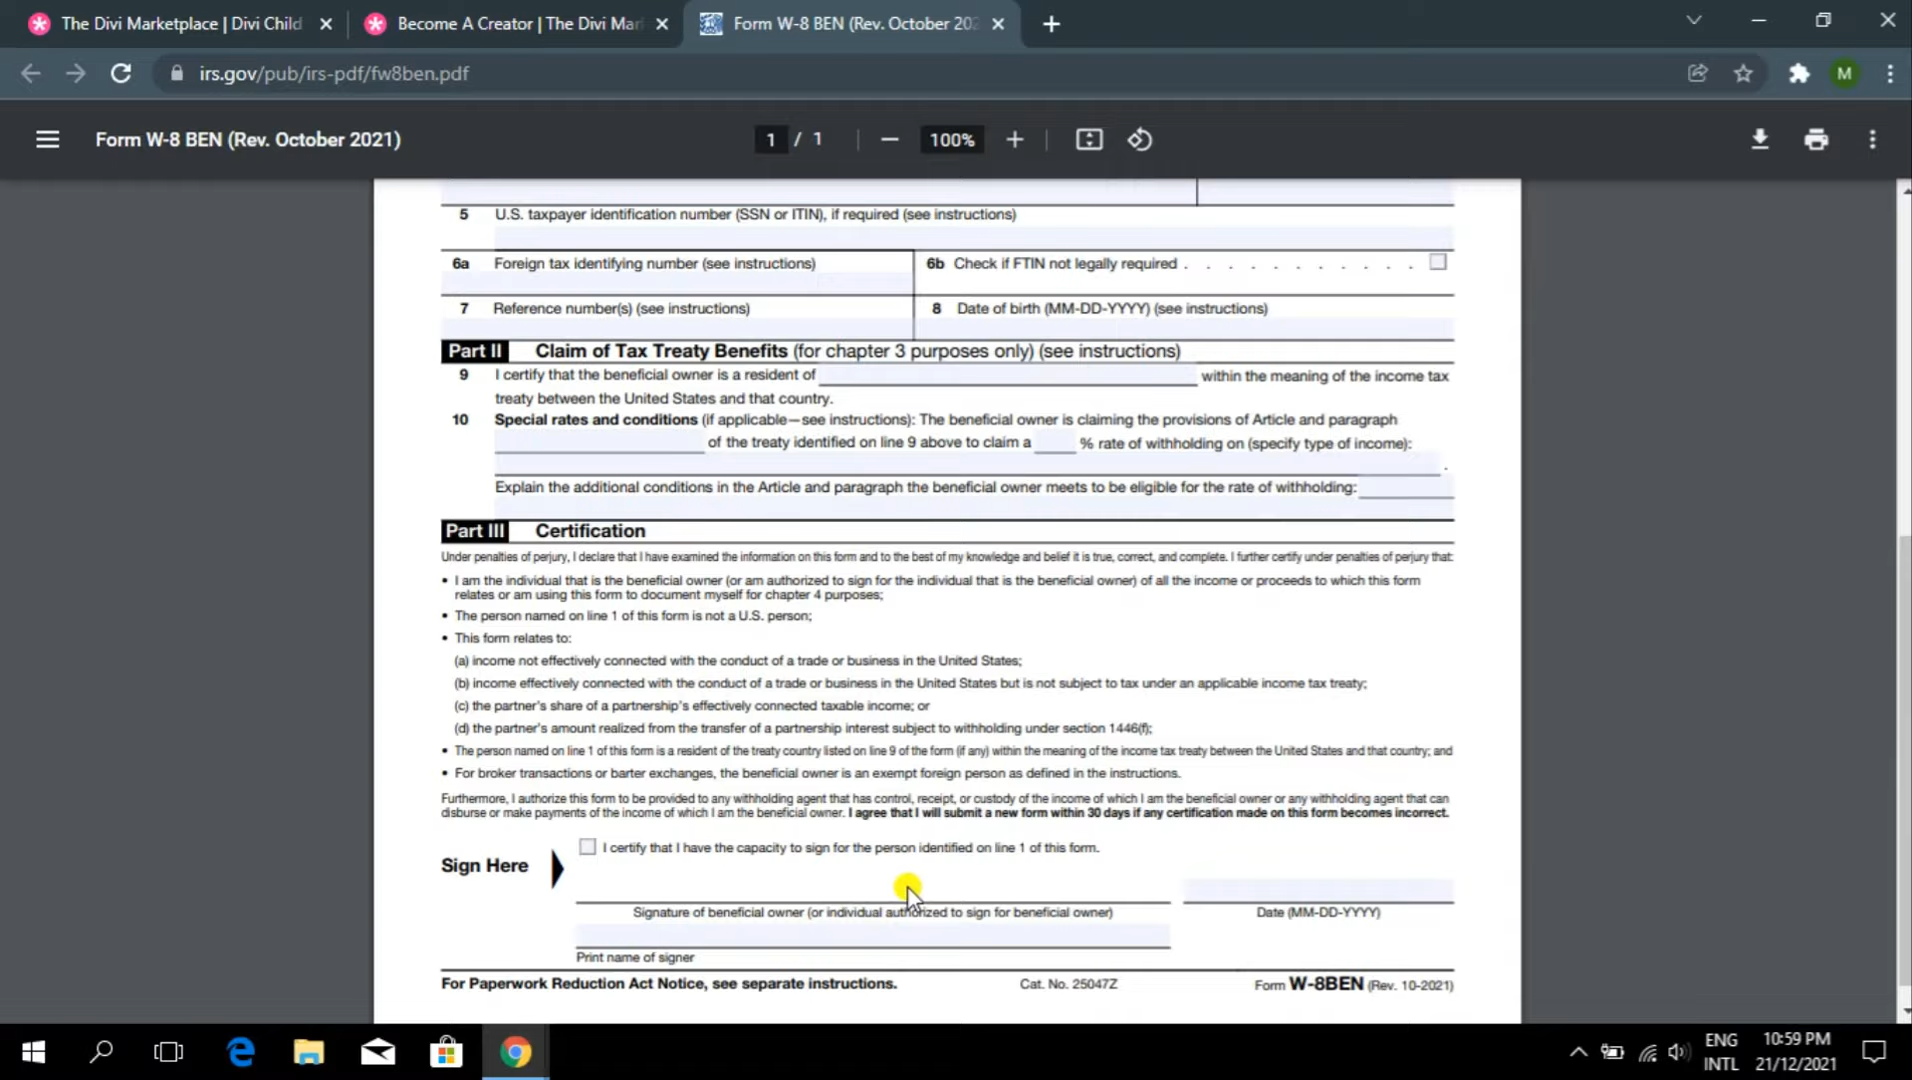 The Divi Marketplace | Divi Child
Become A Creator | The Divi Mar
Form W-8 BEN (Rev. October 202
irs.gov/pub/irs-pdf/fw8ben.pdf
M
Form W-8 BEN (Rev. October 2021)
1 / 1
100%
5 U.S. taxpayer identification number (SSN or ITIN), if required (see instructions)
6a Foreign tax identifying number (see instructions)
6b Check if FTIN not legally required . . . . . . . . . . .
7 Reference number(s) (see instructions)
8 Date of birth (MM-DD-YYYY) (see instructions)
Part II Claim of Tax Treaty Benefits (for chapter 3 purposes only) (see instructions)
9 I certify that the beneficial owner is a resident of within the meaning of the income tax
treaty between the United States and that country.
10 Special rates and conditions (if applicable—see instructions): The beneficial owner is claiming the provisions of Article and paragraph
of the treaty identified on line 9 above to claim a % rate of withholding on (specify type of income):
.
Explain the additional conditions in the Article and paragraph the beneficial owner meets to be eligible for the rate of withholding:
Part III Certification
Under penalties of perjury, I declare that I have examined the information on this form and to the best of my knowledge and belief it is true, correct, and complete. I further certify under penalties of perjury that:
• I am the individual that is the beneficial owner (or am authorized to sign for the individual that is the beneficial owner) of all the income or proceeds to which this form
relates or am using this form to document myself for chapter 4 purposes;
• The person named on line 1 of this form is not a U.S. person;
• This form relates to:
(a) income not effectively connected with the conduct of a trade or business in the United States;
(b) income effectively connected with the conduct of a trade or business in the United States but is not subject to tax under an applicable income tax treaty;
(c) the partner's share of a partnership's effectively connected taxable income; or
(d) the partner's amount realized from the transfer of a partnership interest subject to withholding under section 1446(f);
• The person named on line 1 of this form is a resident of the treaty country listed on line 9 of the form (if any) within the meaning of the income tax treaty between the United States and that country; and
• For broker transactions or barter exchanges, the beneficial owner is an exempt foreign person as defined in the instructions.
Furthermore, I authorize this form to be provided to any withholding agent that has control, receipt, or custody of the income of which I am the beneficial owner or any withholding agent that can
disburse or make payments of the income of which I am the beneficial owner. I agree that I will submit a new form within 30 days if any certification made on this form becomes incorrect.
I certify that I have the capacity to sign for the person identified on line 1 of this form.
Sign Here
Signature of beneficial owner (or individual authorized to sign for beneficial owner)
Date (MM-DD-YYYY)
Print name of signer
For Paperwork Reduction Act Notice, see separate instructions. Cat. No. 25047Z Form W-8BEN (Rev. 10-2021)
ENG
INTL
10:59 PM
21/12/2021